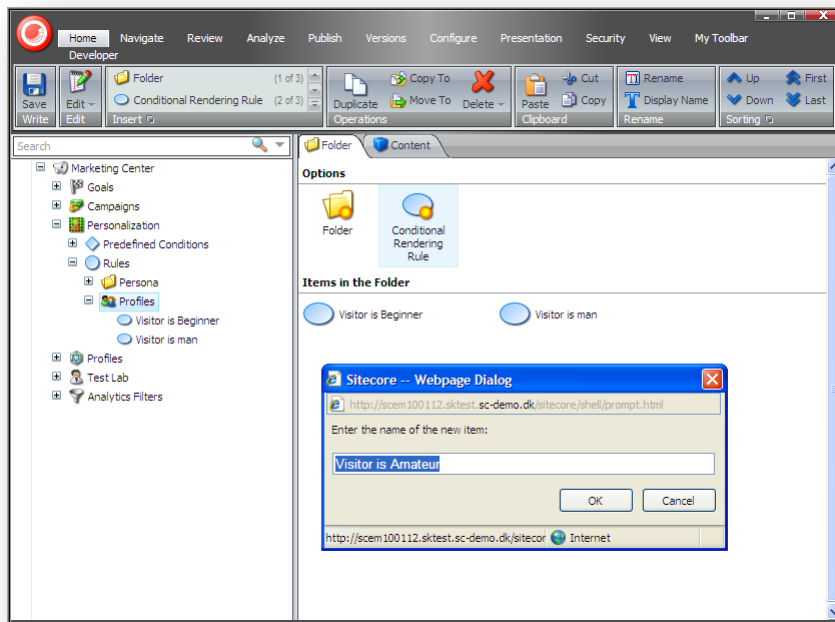 Home Navigate Review Analyze Publish Versions Configure Presentation Security View My Toolbar
Developer
Folder (1 of 3) Copy To Cut Rename Up First
Conditional Rendering Rule (2 of 3) Move To Copy Display Name Down Last
Save Edit Duplicate Delete Paste
Write Edit Insert Operations Clipboard Rename Sorting
Search
Folder Content
Marketing Center
Goals
Campaigns
Personalization
Predefined Conditions
Rules
Persona
Profiles
Visitor is Beginner
Visitor is man
Profiles
Test Lab
Analytics Filters
Options
Folder
Conditional
Rendering
Rule
Items in the Folder
Visitor is Beginner Visitor is man
Sitecore -- Webpage Dialog
http://scem100112.sktest.sc-demo.dk/sitecore/shell/prompt.html
Enter the name of the new item:
Visitor is Amateur
OK Cancel
http://scem100112.sktest.sc-demo.dk/sitecor Internet